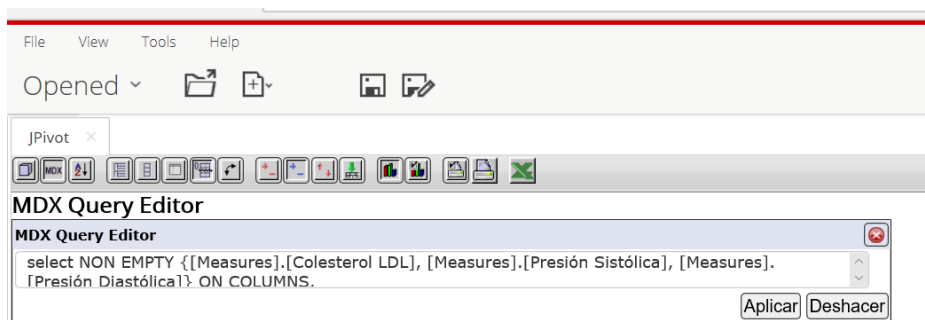 File View Tools Help
Opened
JPivot
MDX
MDX Query Editor
MDX Query Editor
select NON EMPTY {[Measures].[Colesterol LDL], [Measures].[Presión Sistólica], [Measures].
[Presión Diastólica]} ON COLUMNS,
Aplicar Deshacer